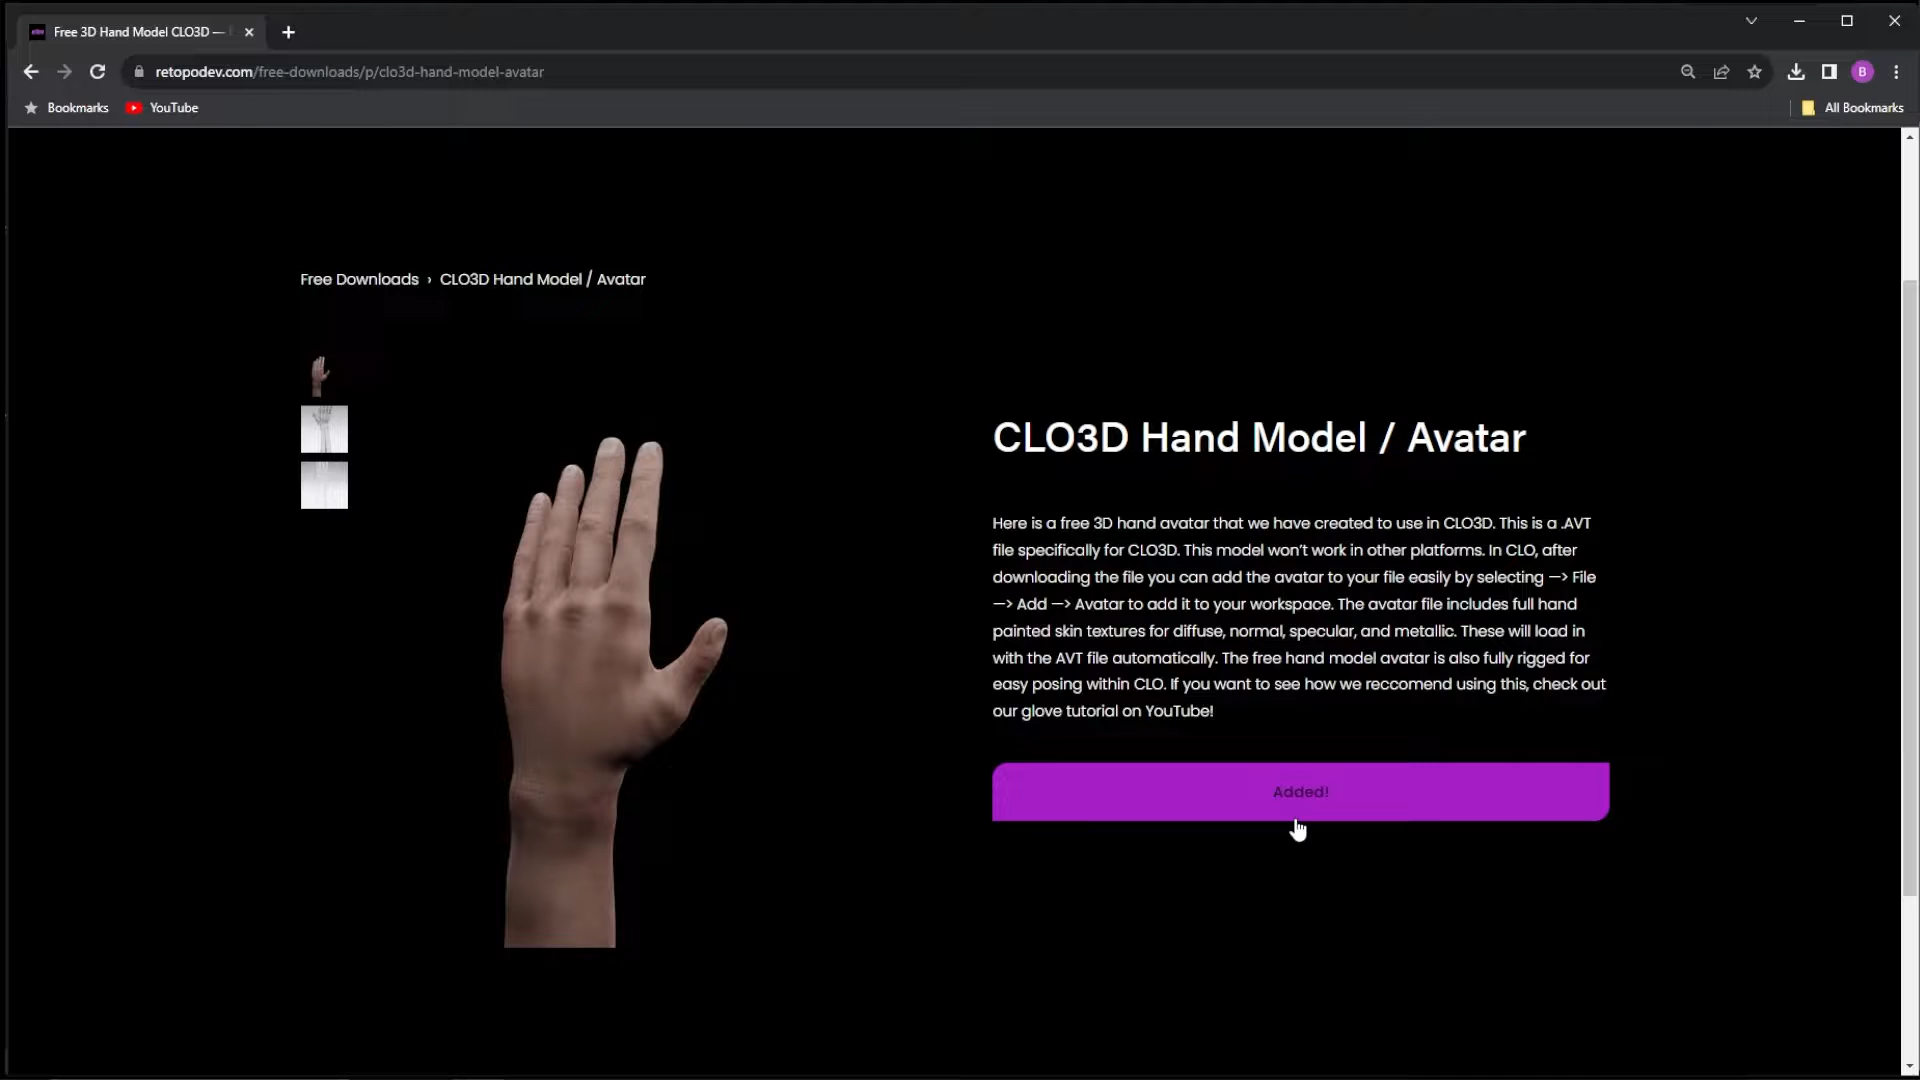 Free 3D Hand Model CLO3D —
retopodev.com/free-downloads/p/clo3d-hand-model-avatar
B
Bookmarks
YouTube
All Bookmarks
Free Downloads › CLO3D Hand Model / Avatar
CLO3D Hand Model / Avatar
Here is a free 3D hand avatar that we have created to use in CLO3D. This is a .AVT
file specifically for CLO3D. This model won't work in other platforms. In CLO, after
downloading the file you can add the avatar to your file easily by selecting —> File
—> Add —> Avatar to add it to your workspace. The avatar file includes full hand
painted skin textures for diffuse, normal, specular, and metallic. These will load in
with the AVT file automatically. The free hand model avatar is also fully rigged for
easy posing within CLO. If you want to see how we reccomend using this, check out
our glove tutorial on YouTube!
Added!